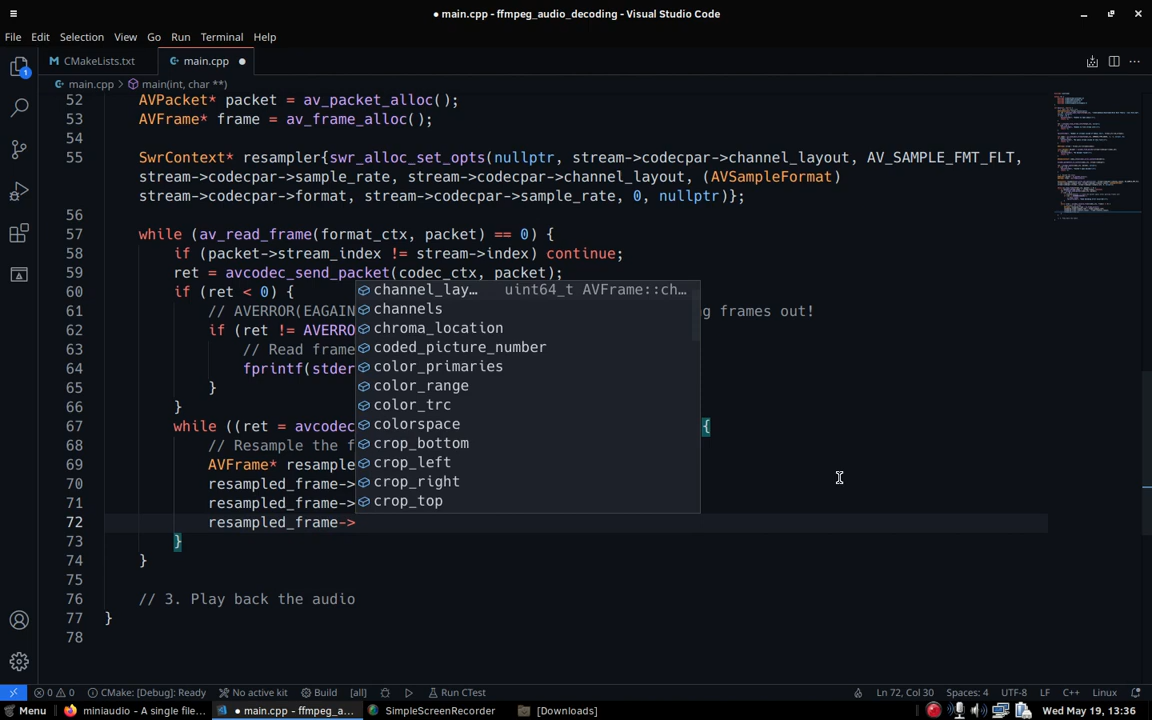 ● main.cpp - ffmpeg_audio_decoding - Visual Studio Code
File Edit Selection View Go Run Terminal Help
CMakeLists.txt
main.cpp ●
1
main.cpp > main(int, char **)
52 AVPacket* packet = av_packet_alloc();
53 AVFrame* frame = av_frame_alloc();
54
55 SwrContext* resampler{swr_alloc_set_opts(nullptr, stream->codecpar->channel_layout, AV_SAMPLE_FMT_FLT,
stream->codecpar->sample_rate, stream->codecpar->channel_layout, (AVSampleFormat)
stream->codecpar->format, stream->codecpar->sample_rate, 0, nullptr)};
56
57 while (av_read_frame(format_ctx, packet) == 0) {
58 if (packet->stream_index != stream->index) continue;
59 ret = avcodec_send_packet(codec_ctx, packet);
60 if (ret < 0) {
61 // AVERROR(EAGAIN g frames out!
62 if (ret != AVERRO
63 // Read frame
64 fprintf(stder
65 }
66 }
67 while ((ret = avcodec {
68 // Resample the f
69 AVFrame* resample
70 resampled_frame->
71 resampled_frame->
72 resampled_frame->
73 }
74 }
75
76 // 3. Play back the audio
77 }
78
channel_lay… uint64_t AVFrame::ch…
channels
chroma_location
coded_picture_number
color_primaries
color_range
color_trc
colorspace
crop_bottom
crop_left
crop_right
crop_top
0 0 CMake: [Debug]: Ready No active kit Build [all] Run CTest Ln 72, Col 30 Spaces: 4 UTF-8 LF C++ Linux
Menu miniaudio - A single file... ● main.cpp - ffmpeg_a... SimpleScreenRecorder [Downloads] Wed May 19, 13:36